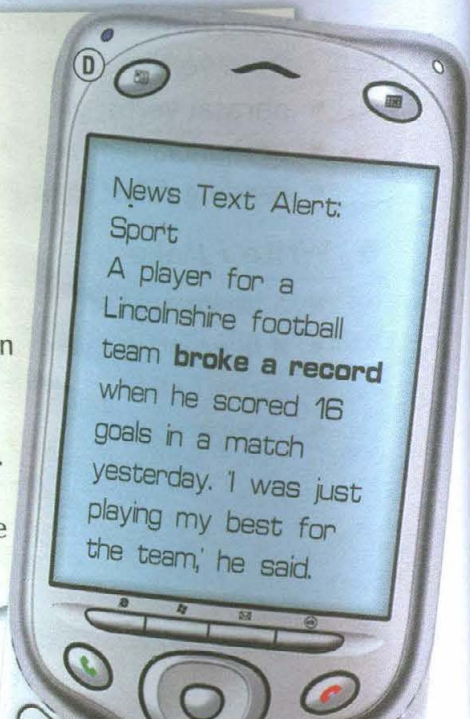 D
News Text Alert:
Sport
A player for a
Lincolnshire football
team broke a record
when he scored 16
goals in a match
yesterday. 'I was just
playing my best for
the team,' he said.